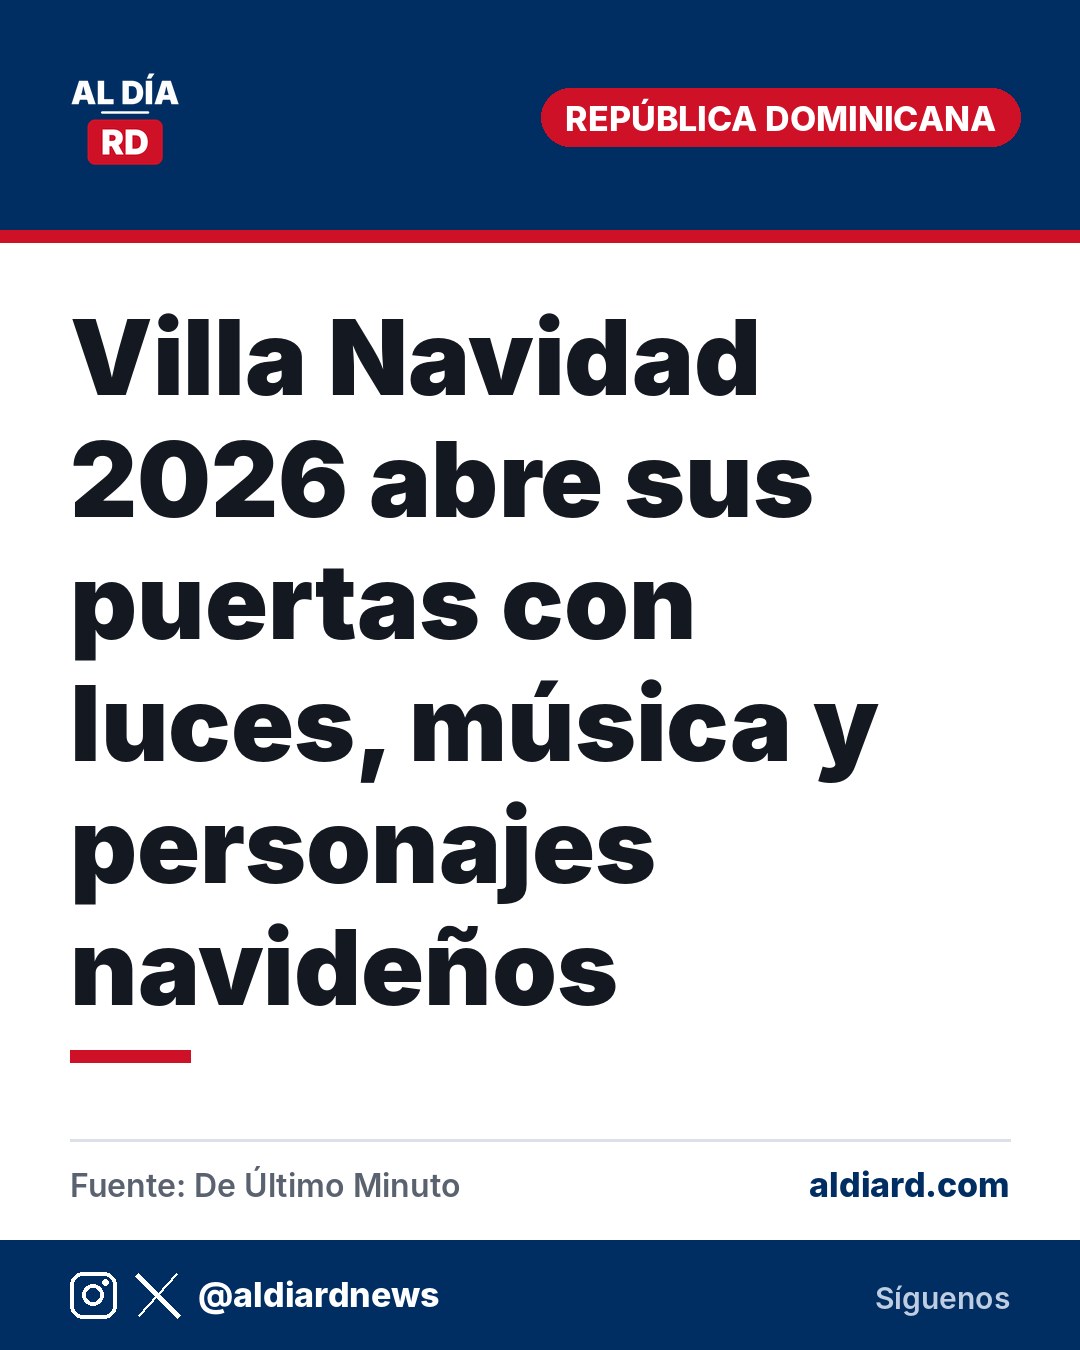 AL DÍA
RD
REPÚBLICA DOMINICANA
Villa Navidad
2026 abre sus
puertas con
luces, música y
personajes
navideños
Fuente: De Último Minuto
aldiard.com
@aldiardnews
Síguenos